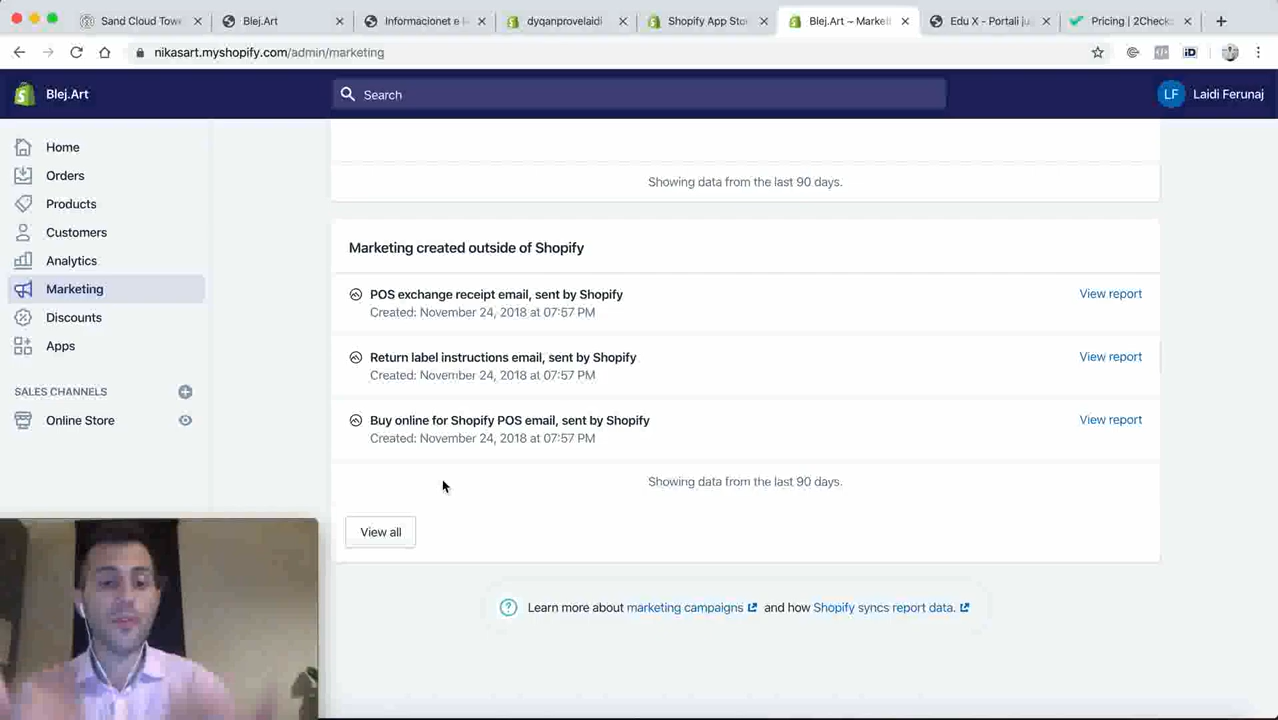 Sand Cloud Towe
Blej.Art
Informacionet e
dyqanprovelaidi
Shopify App Sto
Blej.Art ~ Marketi
Edu X - Portali ju
Pricing | 2Check
nikasart.myshopify.com/admin/marketing
iD
Blej.Art
Search
LF
Laidi Ferunaj
Home
Orders
Products
Customers
Analytics
Marketing
Discounts
Apps
SALES CHANNELS
Online Store
Showing data from the last 90 days.
Marketing created outside of Shopify
POS exchange receipt email, sent by Shopify
View report
Created: November 24, 2018 at 07:57 PM
Return label instructions email, sent by Shopify
View report
Created: November 24, 2018 at 07:57 PM
Buy online for Shopify POS email, sent by Shopify
View report
Created: November 24, 2018 at 07:57 PM
Showing data from the last 90 days.
View all
Learn more about marketing campaigns and how Shopify syncs report data.